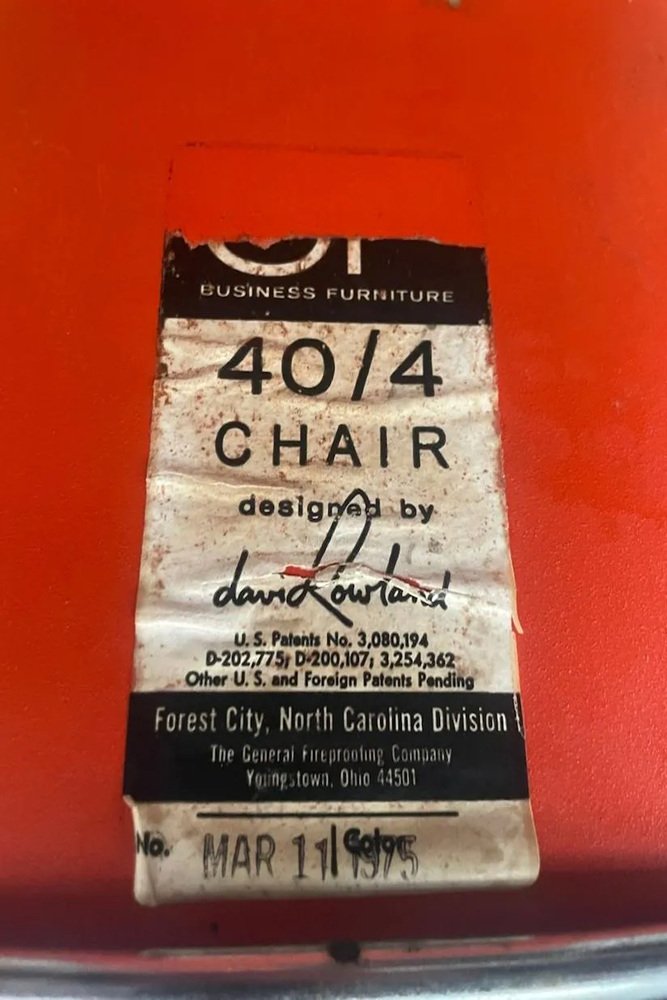 BUSINESS FURNITURE
40/4
CHAIR
designed by
david Rowland
U. S. Patents No. 3,080,194
D-202,775; D-200,107; 3,254,362
Other U. S. and Foreign Patents Pending
Forest City, North Carolina Division
The General Fireproofing Company
Youngstown, Ohio 44501
No. MAR 11 Color 1975